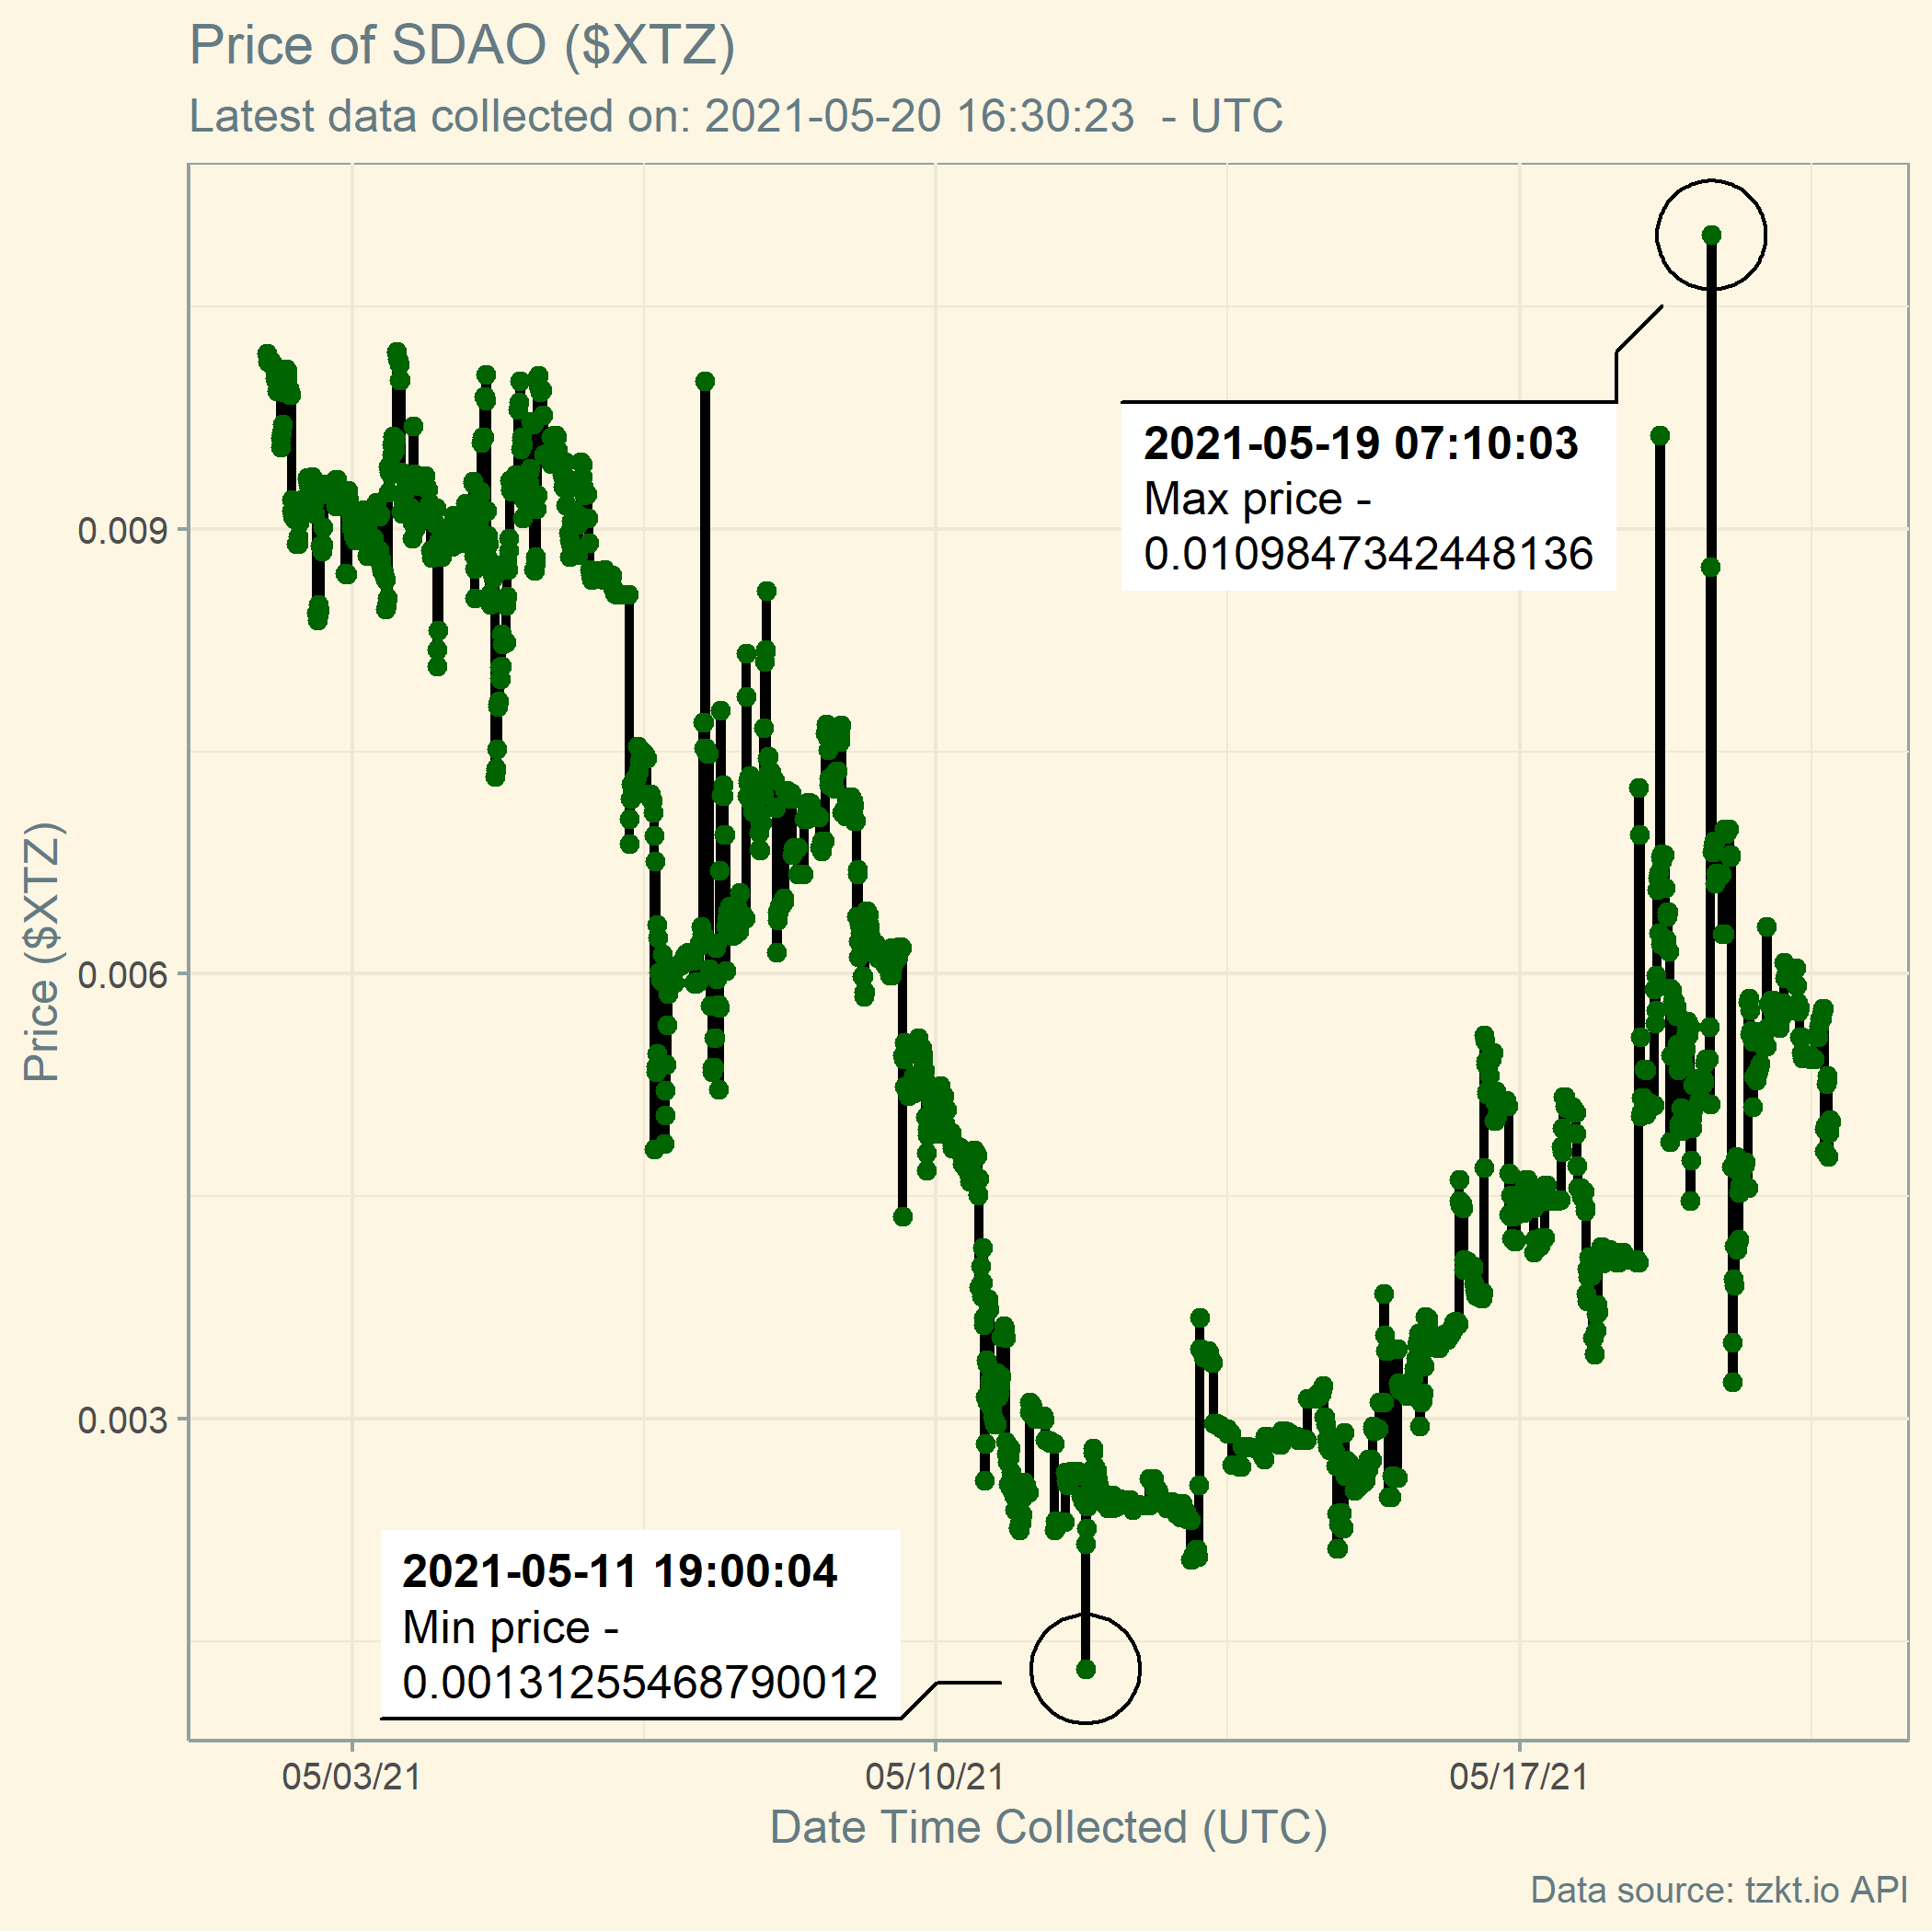 Price of SDAO ($XTZ)
Latest data collected on: 2021-05-20 16:30:23  - UTC
2021-05-19 07:10:03
Max price -
0.0109847342448136
0.009
0.006
0.003
Price ($XTZ)
2021-05-11 19:00:04
Min price -
0.00131255468790012
05/03/21
05/10/21
05/17/21
Date Time Collected (UTC)
Data source: tzkt.io API